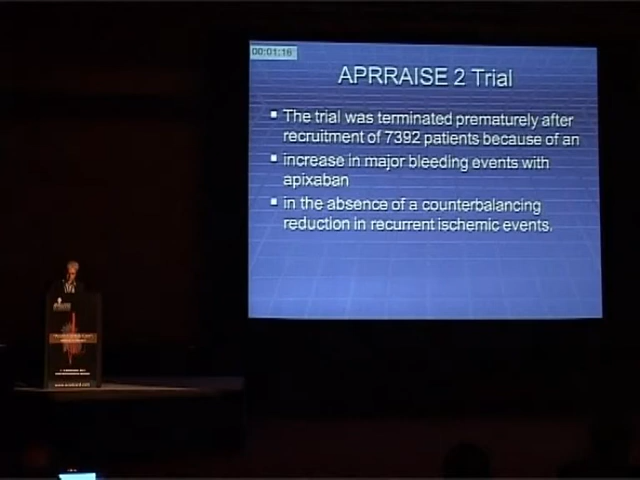 00:01:16
APRRAISE 2 Trial
The trial was terminated prematurely after
recruitment of 7392 patients because of an
increase in major bleeding events with
apixaban
in the absence of a counterbalancing
reduction in recurrent ischemic events.